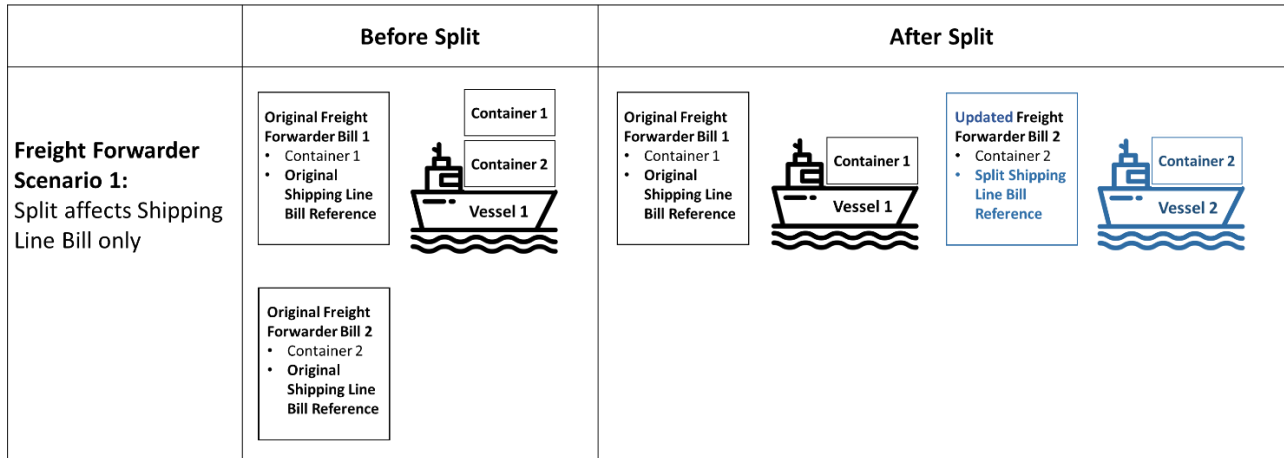 Before Split
After Split
Freight Forwarder
Scenario 1:
Split affects Shipping
Line Bill only
Original Freight
Forwarder Bill 1
• Container 1
• Original
Shipping Line
Bill Reference
Container 1
Container 2
Vessel 1
Original Freight
Forwarder Bill 2
• Container 2
• Original
Shipping Line
Bill Reference
Original Freight
Forwarder Bill 1
• Container 1
• Original
Shipping Line
Bill Reference
Container 1
Vessel 1
Updated Freight
Forwarder Bill 2
• Container 2
• Split Shipping
Line Bill
Reference
Container 2
Vessel 2